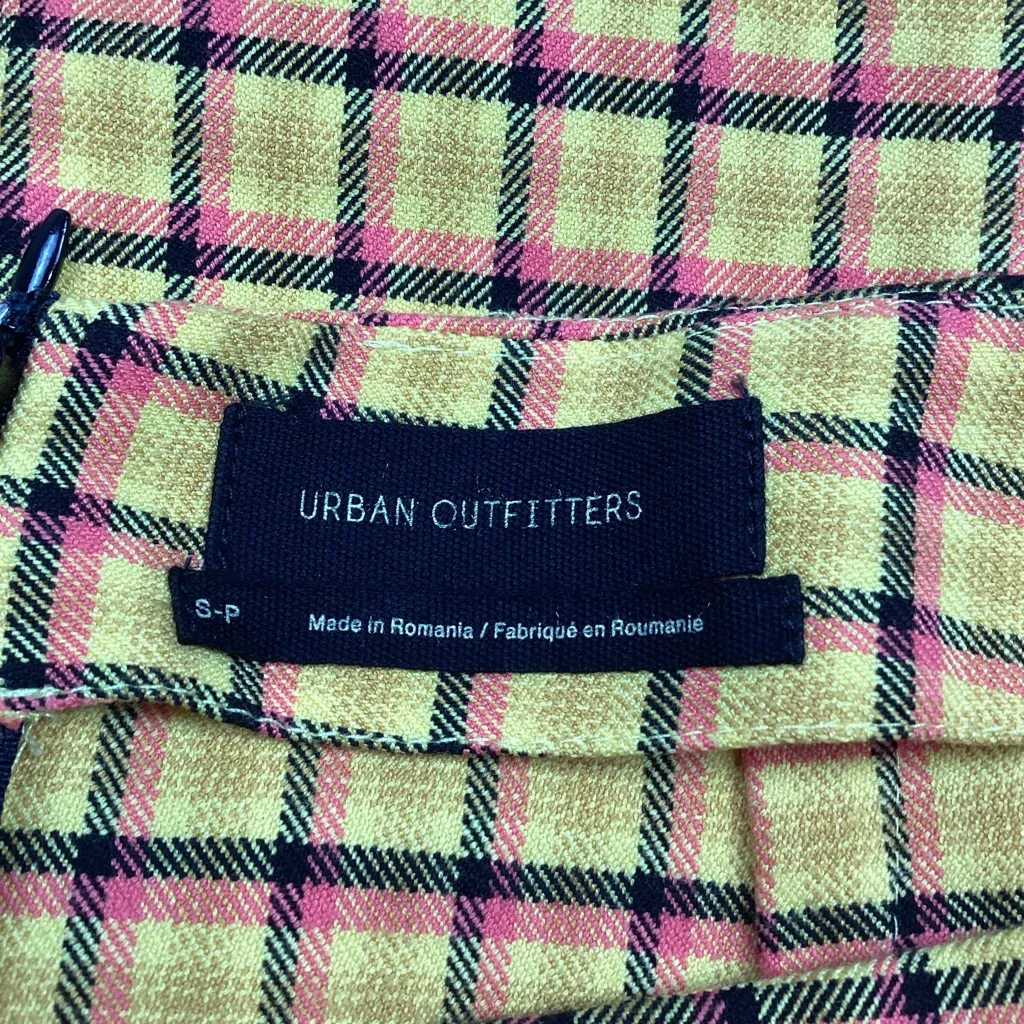 URBAN OUTFITTERS
S-P Made in Romania / Fabriqué en Roumanie